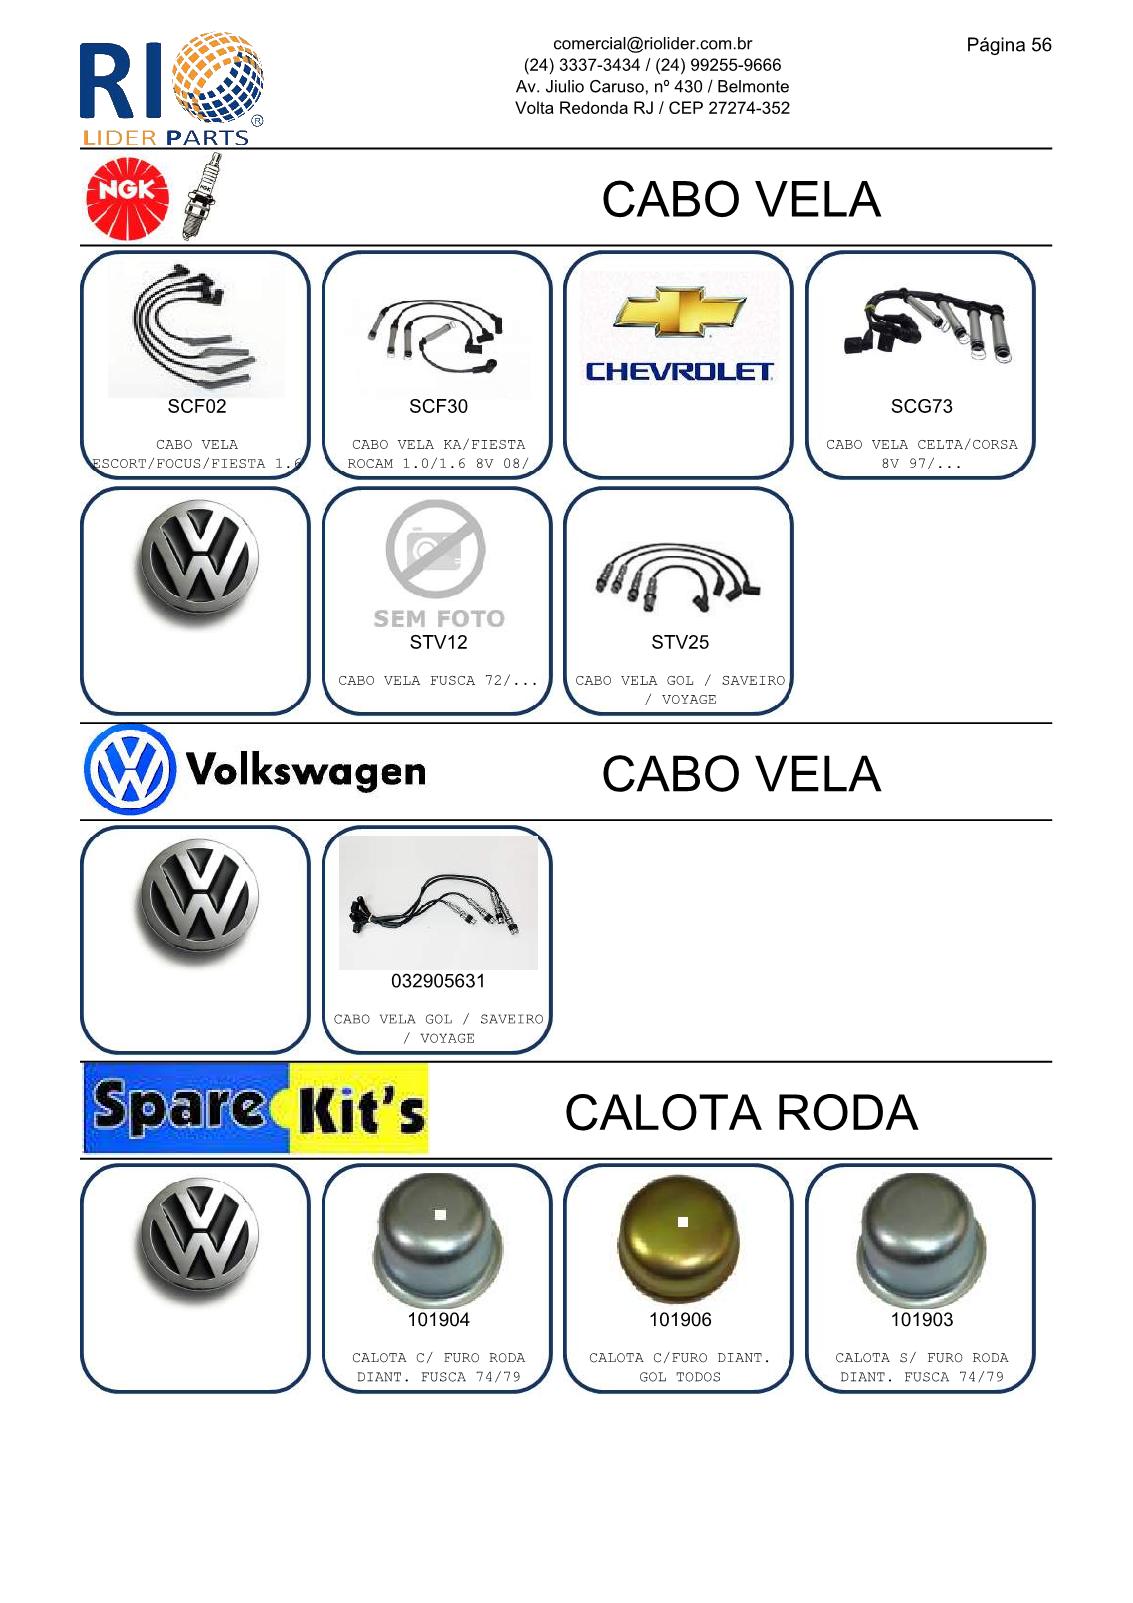 comercial@riolider.com.br
(24) 3337-3434 / (24) 99255-9666
Av. Jiulio Caruso, nº 430 / Belmonte
Volta Redonda RJ / CEP 27274-352
Página 56
RIO
LIDER PARTS®
NGK
NGK
CABO VELA
SCF02
CABO VELA
ESCORT/FOCUS/FIESTA 1.6
SCF30
CABO VELA KA/FIESTA
ROCAM 1.0/1.6 8V 08/
CHEVROLET
SCG73
CABO VELA CELTA/CORSA
8V 97/...
SEM FOTO
STV12
CABO VELA FUSCA 72/...
STV25
CABO VELA GOL / SAVEIRO
/ VOYAGE
Volkswagen
CABO VELA
032905631
CABO VELA GOL / SAVEIRO
/ VOYAGE
Spare Kit's
CALOTA RODA
101904
CALOTA C/ FURO RODA
DIANT. FUSCA 74/79
101906
CALOTA C/FURO DIANT.
GOL TODOS
101903
CALOTA S/ FURO RODA
DIANT. FUSCA 74/79